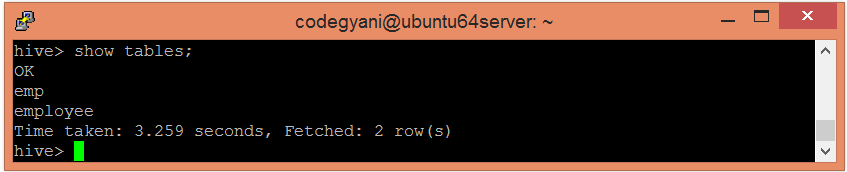 codegyani@ubuntu64server: ~
hive> show tables;
OK
emp
employee
Time taken: 3.259 seconds, Fetched: 2 row(s)
hive>